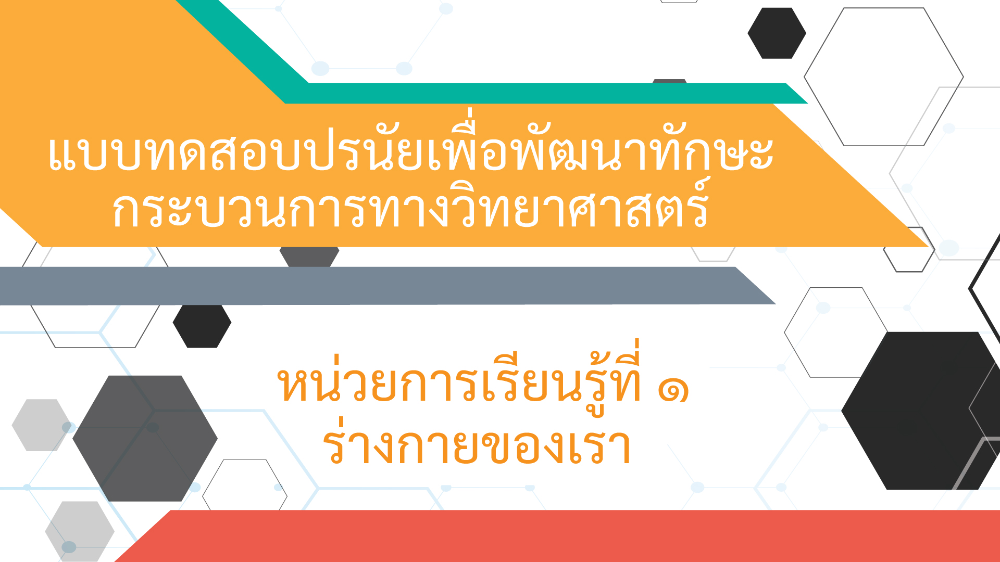 แบบทดสอบปรนัยเพื่อพัฒนาทักษะ
กระบวนการทางวิทยาศาสตร์
หน่วยการเรียนรู้ที่ ๑
ร่างกายของเรา